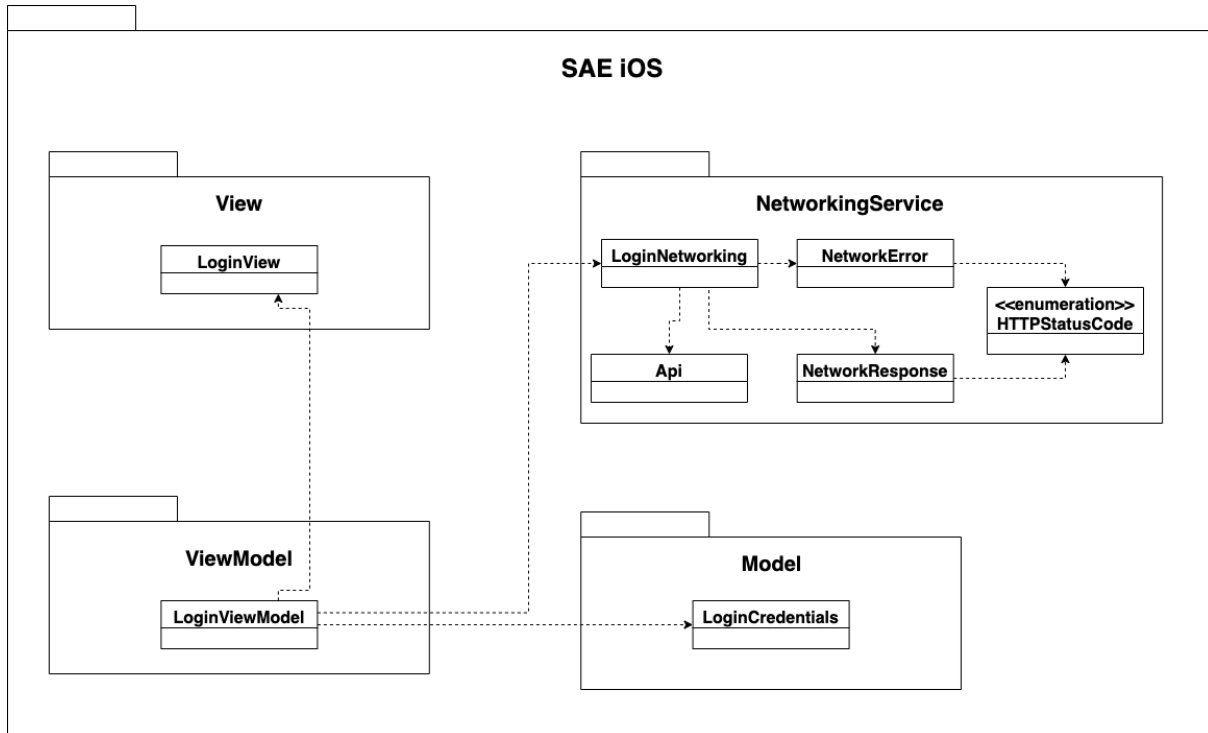 SAE iOS
View
LoginView
NetworkingService
LoginNetworking
NetworkError
<<enumeration>>
HTTPStatusCode
Api
NetworkResponse
ViewModel
LoginViewModel
Model
LoginCredentials